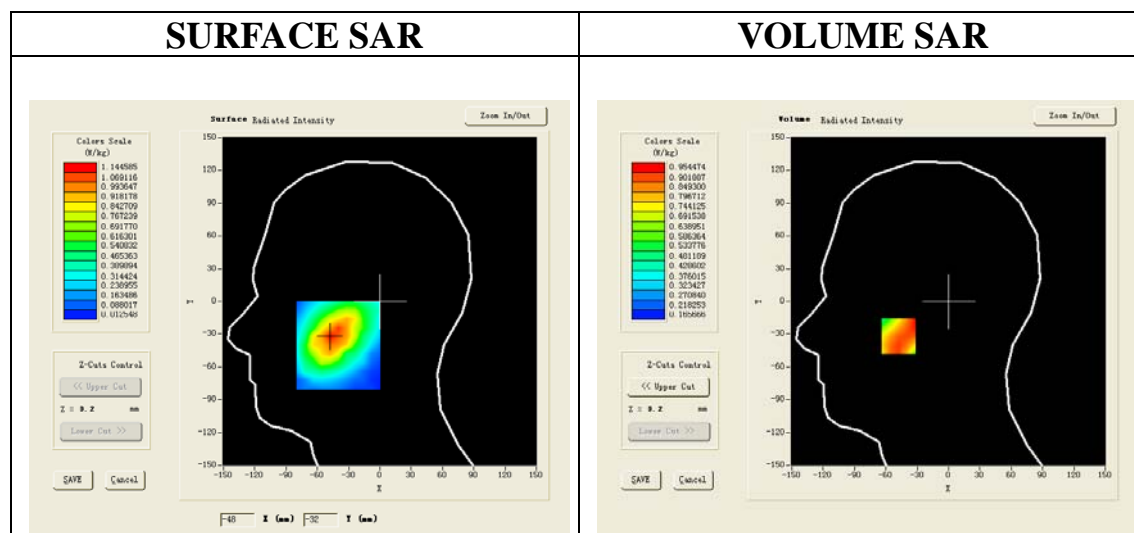 SURFACE SAR
VOLUME SAR
Surface Radiated Intensity
Zoom In/Out
Colors Scale
(W/kg)
1.144585
1.069116
0.993647
0.918178
0.842709
0.767239
0.691770
0.616301
0.540832
0.465363
0.389894
0.314424
0.238955
0.163486
0.088017
0.012548
Z-Cuts Control
<< Upper Cut
Z = 0.2 mm
Lower Cut >>
SAVE
Cancel
150
120
90
60
30
0
-30
-60
-90
-120
-150
Y
-150 -120 -90 -60 -30 0 30 60 90 120 150
X
-48 X (mm) -32 Y (mm)
Volume Radiated Intensity
Zoom In/Out
Colors Scale
(W/kg)
0.954474
0.901887
0.849300
0.796712
0.744125
0.691538
0.638951
0.586364
0.533776
0.481189
0.428602
0.376015
0.323427
0.270840
0.218253
0.165666
Z-Cuts Control
<< Upper Cut
Z = 0.2 mm
Lower Cut >>
SAVE
Cancel
150
120
90
60
30
0
-30
-60
-90
-120
-150
Y
-150 -120 -90 -60 -30 0 30 60 90 120 150
X